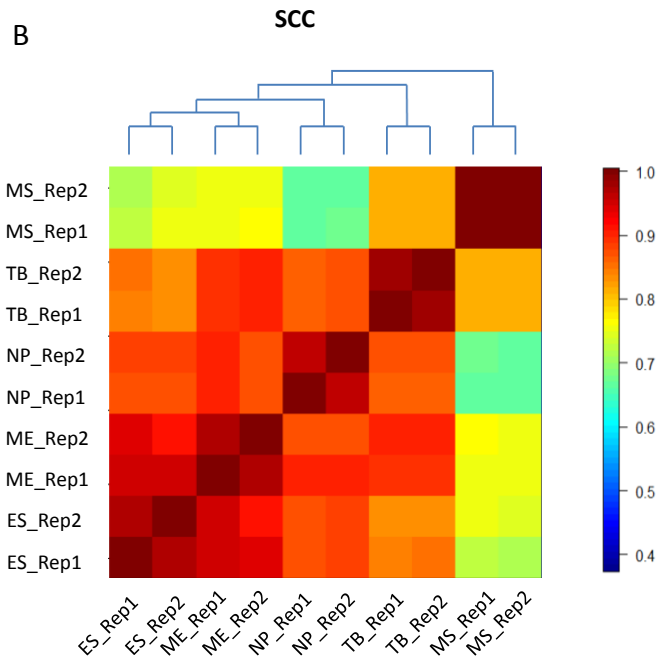 B
SCC
MS_Rep2
MS_Rep1
TB_Rep2
TB_Rep1
NP_Rep2
NP_Rep1
ME_Rep2
ME_Rep1
ES_Rep2
ES_Rep1
1.0
0.9
0.8
0.7
0.6
0.5
0.4
ES_Rep1
ES_Rep2
ME_Rep1
ME_Rep2
NP_Rep1
NP_Rep2
TB_Rep1
TB_Rep2
MS_Rep1
MS_Rep2